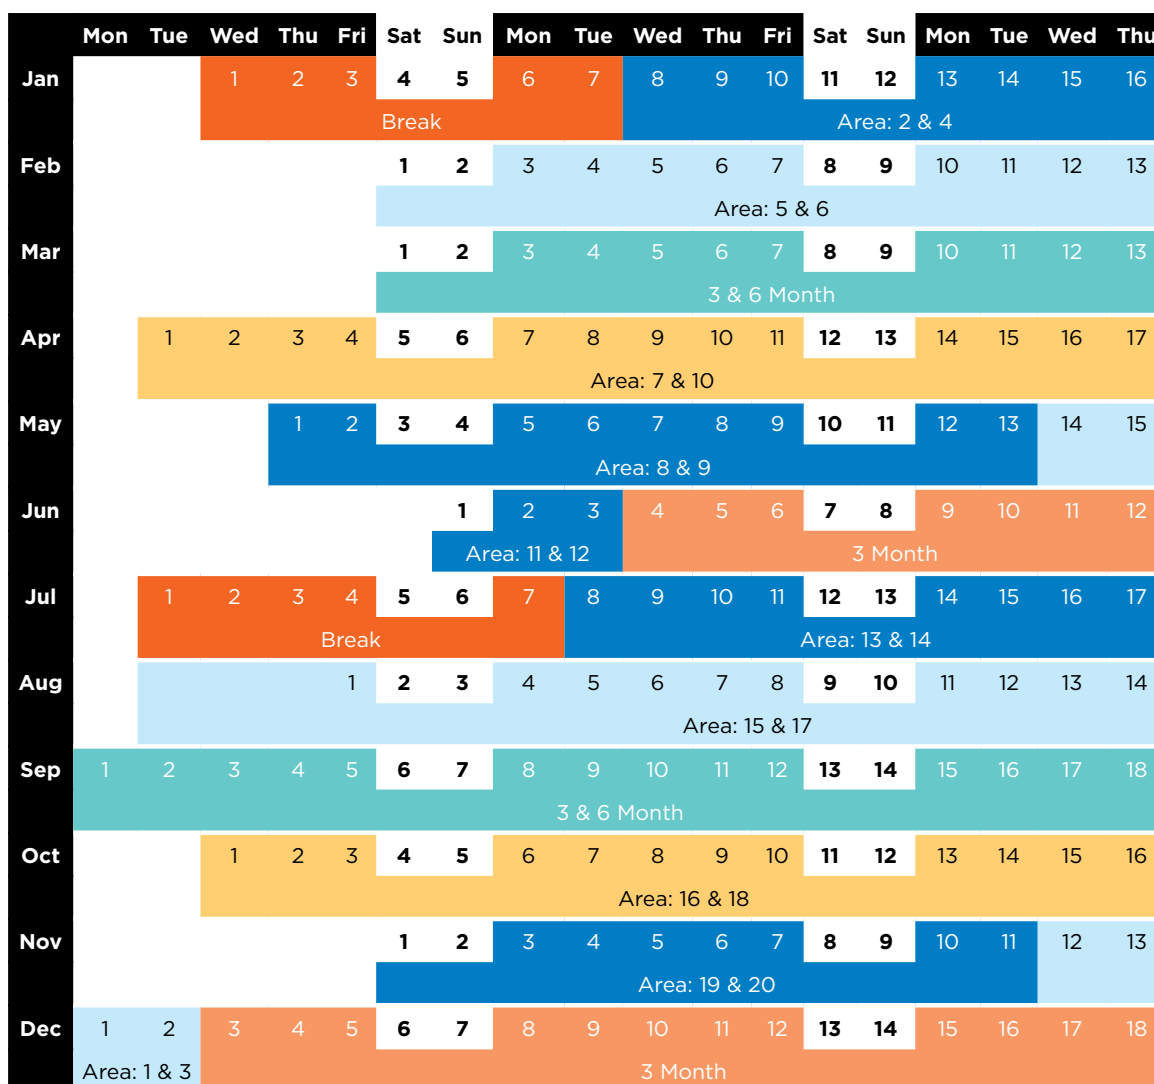 Mon Tue Wed Thu Fri Sat Sun Mon Tue Wed Thu Fri Sat Sun Mon Tue Wed Thu
Jan 1 2 3 4 5 6 7 8 9 10 11 12 13 14 15 16
Break Area: 2 & 4
Feb 1 2 3 4 5 6 7 8 9 10 11 12 13
Area: 5 & 6
Mar 1 2 3 4 5 6 7 8 9 10 11 12 13
3 & 6 Month
Apr 1 2 3 4 5 6 7 8 9 10 11 12 13 14 15 16 17
Area: 7 & 10
May 1 2 3 4 5 6 7 8 9 10 11 12 13 14 15
Area: 8 & 9
Jun 1 2 3 4 5 6 7 8 9 10 11 12
Area: 11 & 12 3 Month
Jul 1 2 3 4 5 6 7 8 9 10 11 12 13 14 15 16 17
Break Area: 13 & 14
Aug 1 2 3 4 5 6 7 8 9 10 11 12 13 14
Area: 15 & 17
Sep 1 2 3 4 5 6 7 8 9 10 11 12 13 14 15 16 17 18
3 & 6 Month
Oct 1 2 3 4 5 6 7 8 9 10 11 12 13 14 15 16
Area: 16 & 18
Nov 1 2 3 4 5 6 7 8 9 10 11 12 13
Area: 19 & 20
Dec 1 2 3 4 5 6 7 8 9 10 11 12 13 14 15 16 17 18
Area: 1 & 3 3 Month